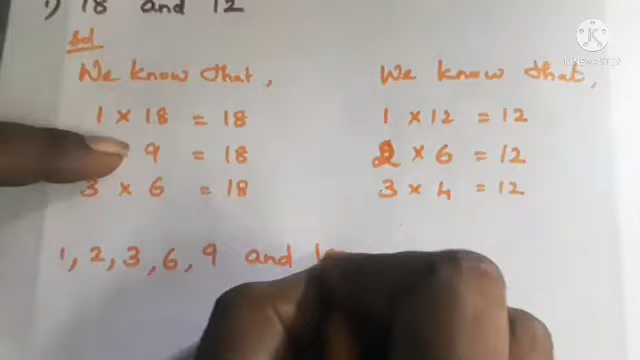 i) 18 and 12
Sol
We know that,
We know that,
1 × 18 = 18
1 × 12 = 12
9 = 18
2 × 6 = 12
3 × 6 = 18
3 × 4 = 12
1, 2, 3, 6, 9 and
KINEMASTER